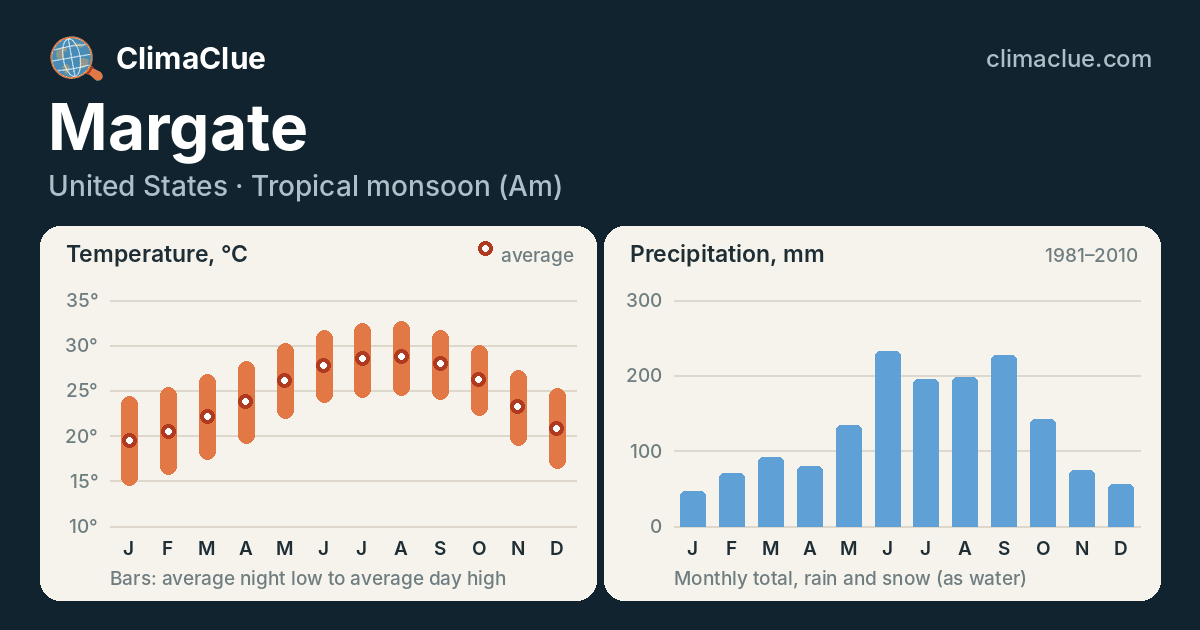 ClimaClue
climaclue.com
Margate
United States · Tropical monsoon (Am)
Temperature, °C
average
35°
30°
25°
20°
15°
10°
J F M A M J J A S O N D
Bars: average night low to average day high
Precipitation, mm
1981–2010
300
200
100
0
J F M A M J J A S O N D
Monthly total, rain and snow (as water)